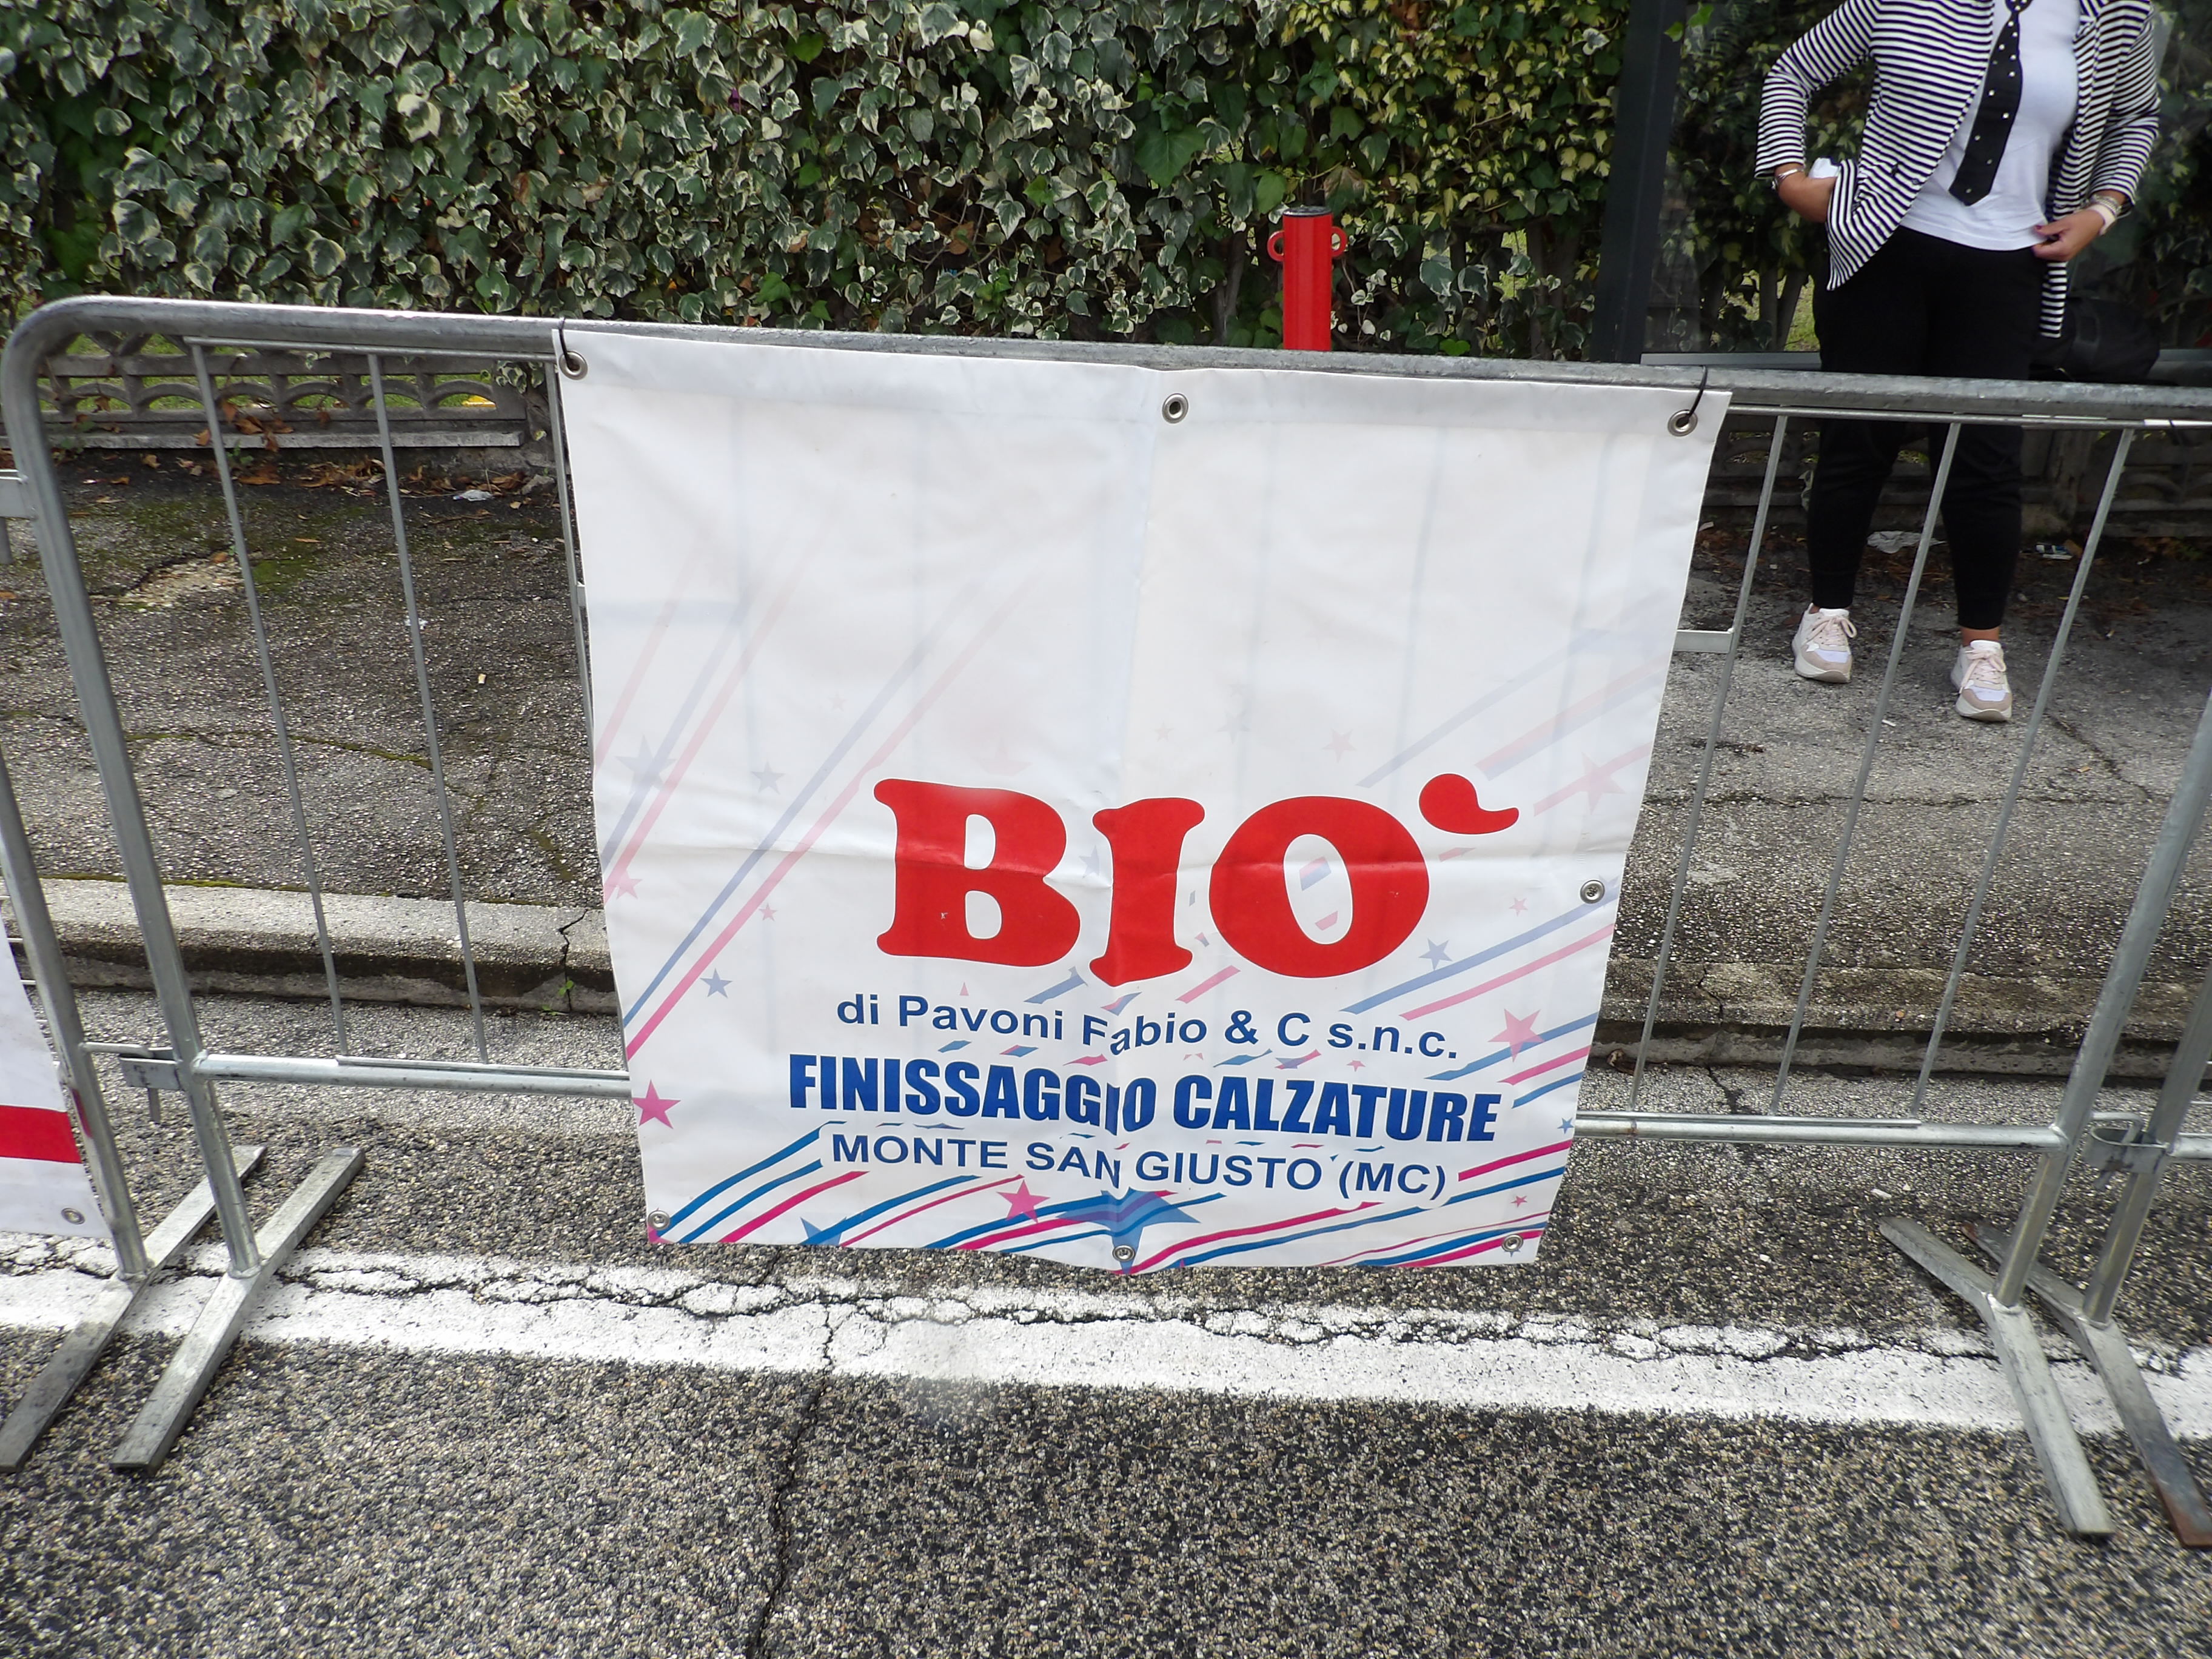 BIO'
di Pavoni Fabio & C s.n.c.
FINISSAGGIO CALZATURE
MONTE SAN GIUSTO (MC)